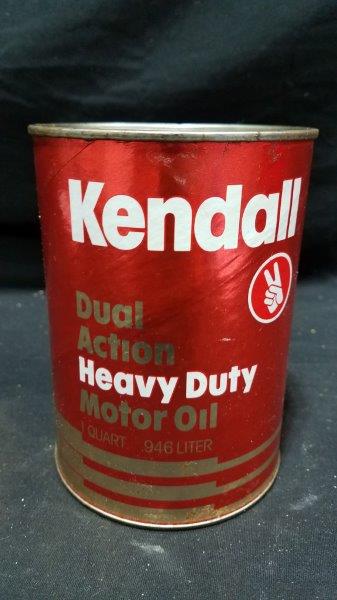 Kendall
Dual
Action
Heavy Duty
Motor Oil
1 QUART .946 LITER